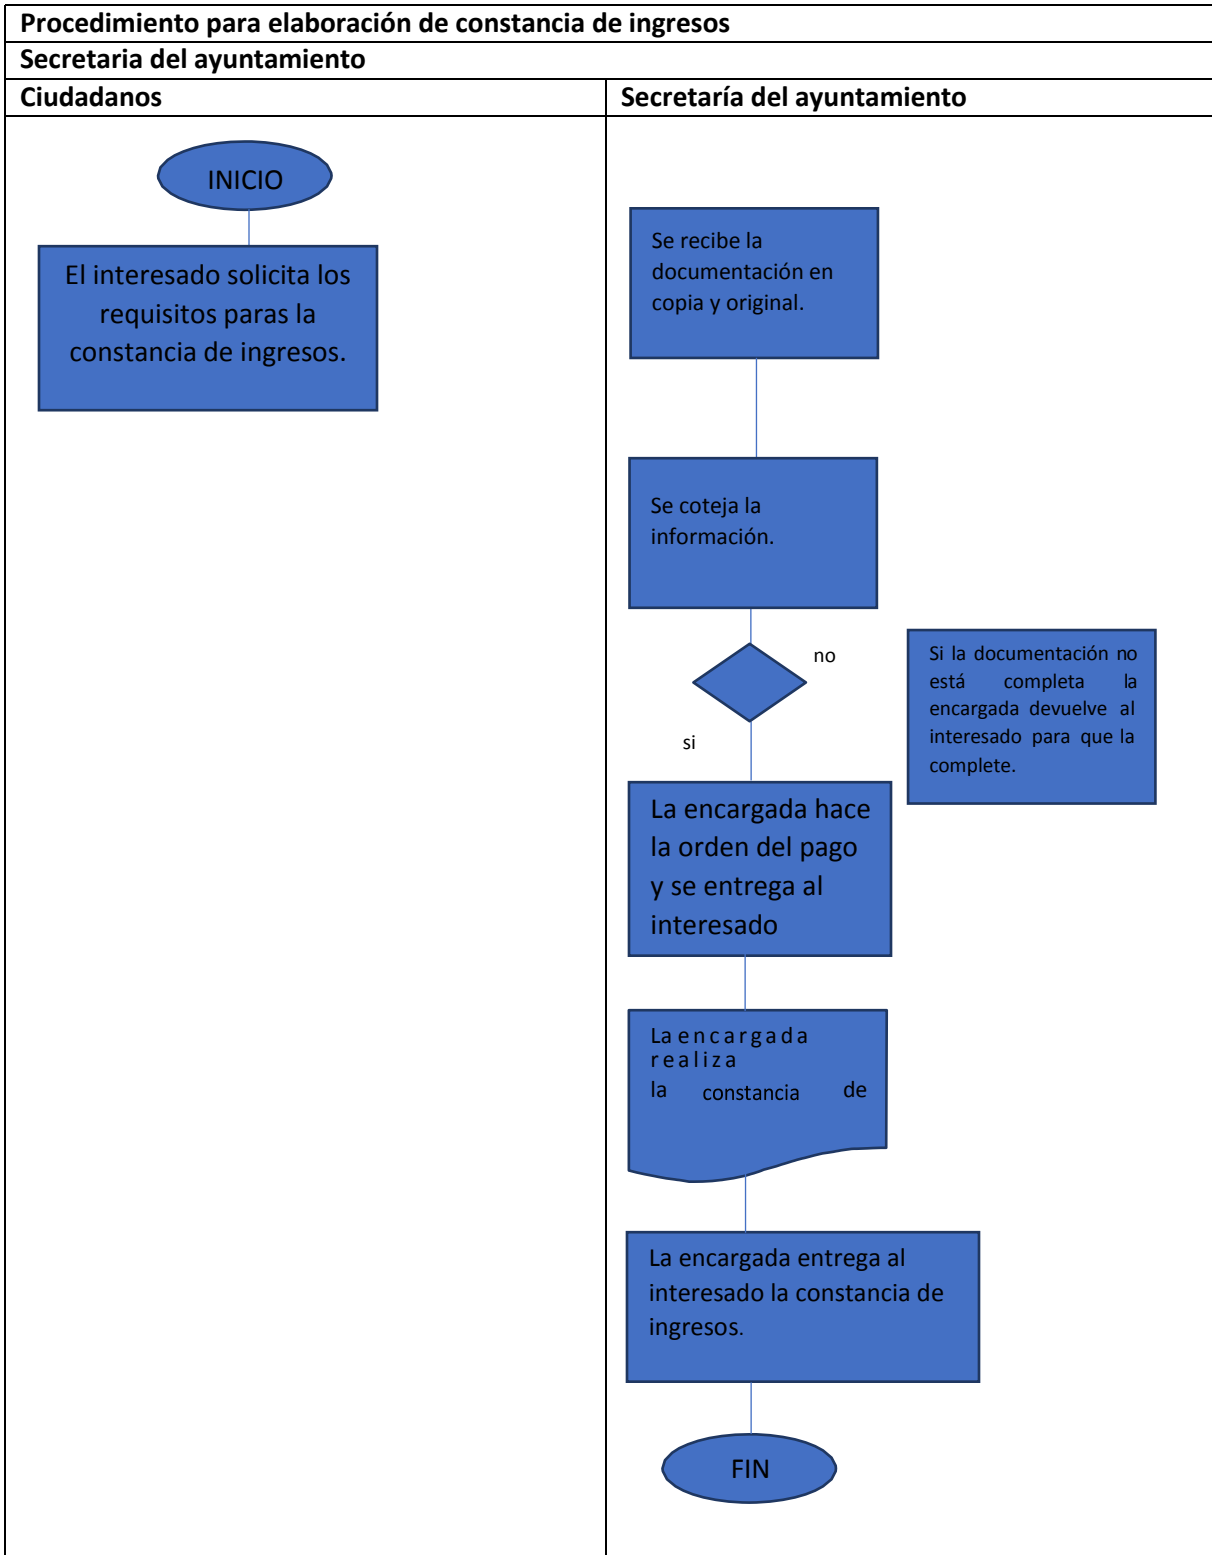 Procedimiento para elaboración de constancia de ingresos
Secretaria del ayuntamiento
Ciudadanos
Secretaría del ayuntamiento
INICIO
El interesado solicita los
requisitos paras la
constancia de ingresos.
Se recibe la
documentación en
copia y original.
Se coteja la
información.
no
si
Si la documentación no
está completa la
encargada devuelve al
interesado para que la
complete.
La encargada hace
la orden del pago
y se entrega al
interesado
La encargada
realiza
la constancia de
La encargada entrega al
interesado la constancia de
ingresos.
FIN